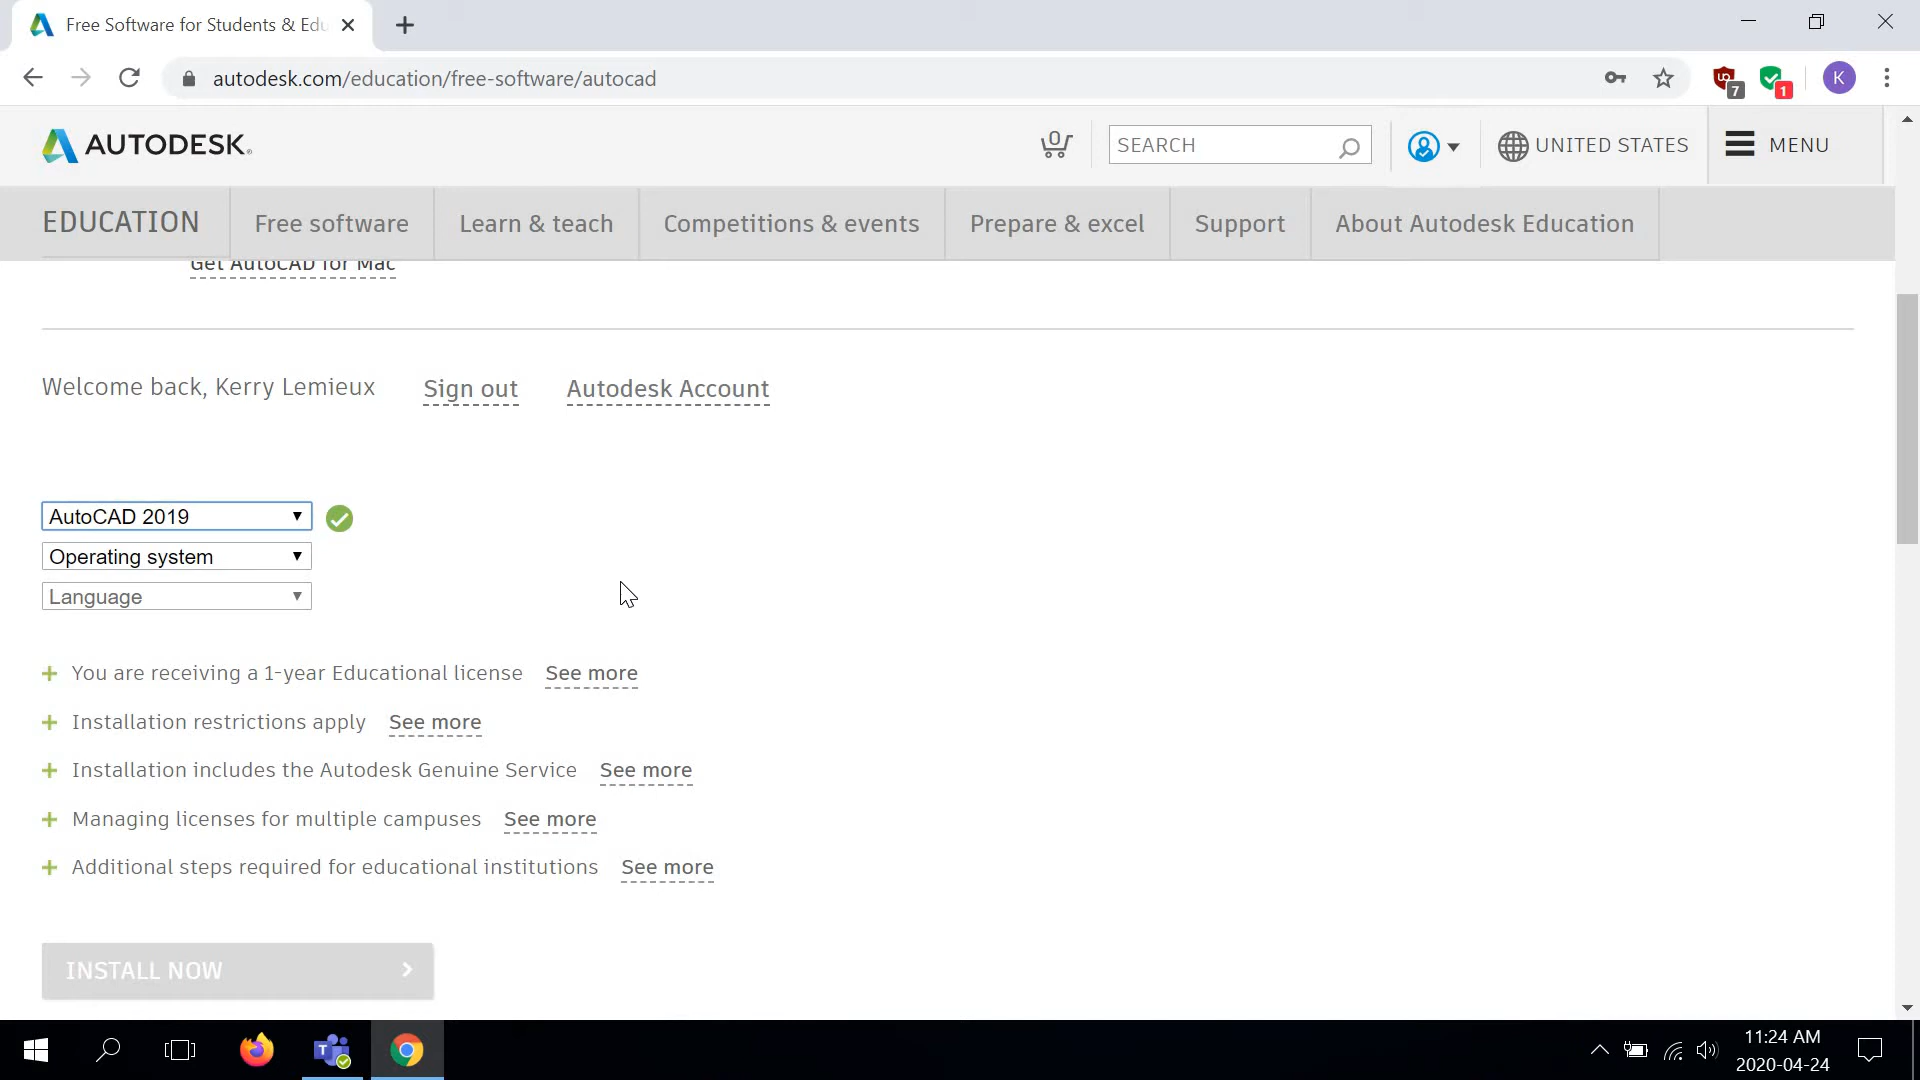 Free Software for Students & Edu
autodesk.com/education/free-software/autocad
7
1
K
AUTODESK.
0
SEARCH
UNITED STATES
MENU
EDUCATION
Free software
Learn & teach
Competitions & events
Prepare & excel
Support
About Autodesk Education
Get AutoCAD for Mac
Welcome back, Kerry Lemieux
Sign out
Autodesk Account
AutoCAD 2019
Operating system
Language
You are receiving a 1-year Educational license See more
Installation restrictions apply See more
Installation includes the Autodesk Genuine Service See more
Managing licenses for multiple campuses See more
Additional steps required for educational institutions See more
INSTALL NOW
11:24 AM
2020-04-24